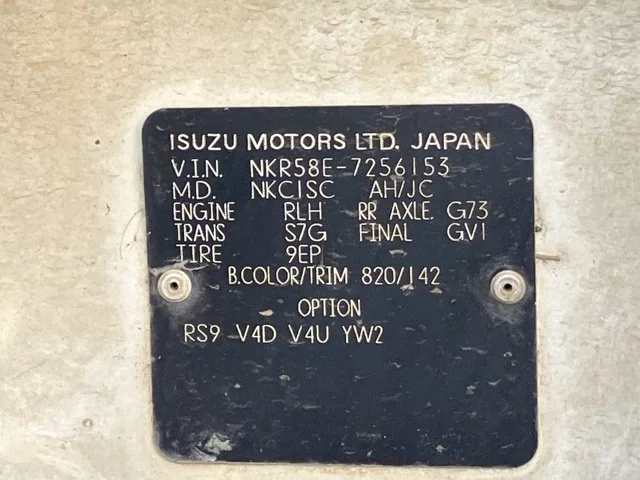 ISUZU MOTORS LTD. JAPAN
V.I.N. NKR58E-7256153
M.D. NKC1SC AH/JC
ENGINE RLH RR AXLE. G73
TRANS S7G FINAL GV1
TIRE 9EP
B.COLOR/TRIM 820/142
OPTION
RS9 V4D V4U YW2